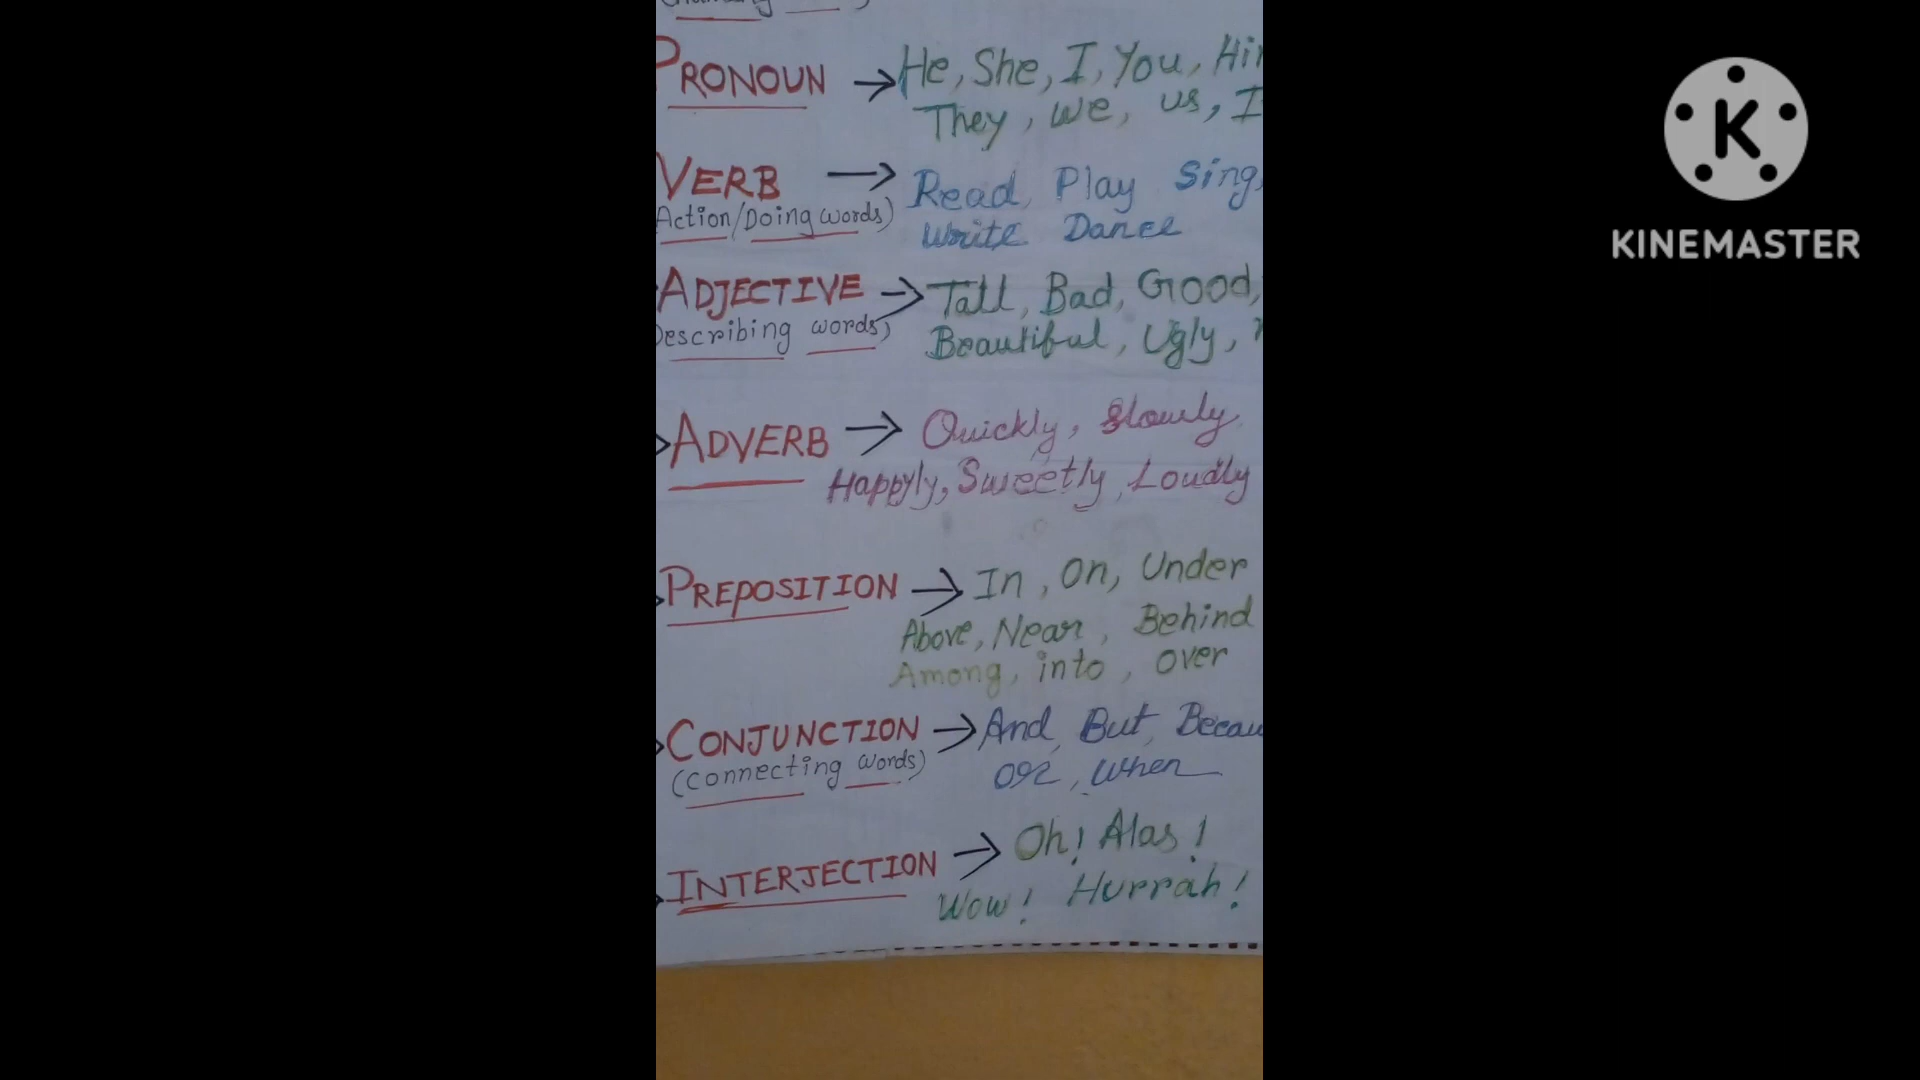 PRONOUN → He, She, I, You,
They, we, us,
VERB → Read, Play Sing,
Action/Doing words) Write Dance
ADJECTIVE → Tall, Bad, Good,
Describing words) Beautiful, Ugly,
ADVERB → Quickly, Slowly
Happyly, Sweetly, Loudly
PREPOSITION → In, On, Under
Above, Near, Behind
Among, into, over
CONJUNCTION → And, But,
(connecting words) or, when
INTERJECTION → Oh! Alas!
Wow! Hurrah!
K
KINEMASTER